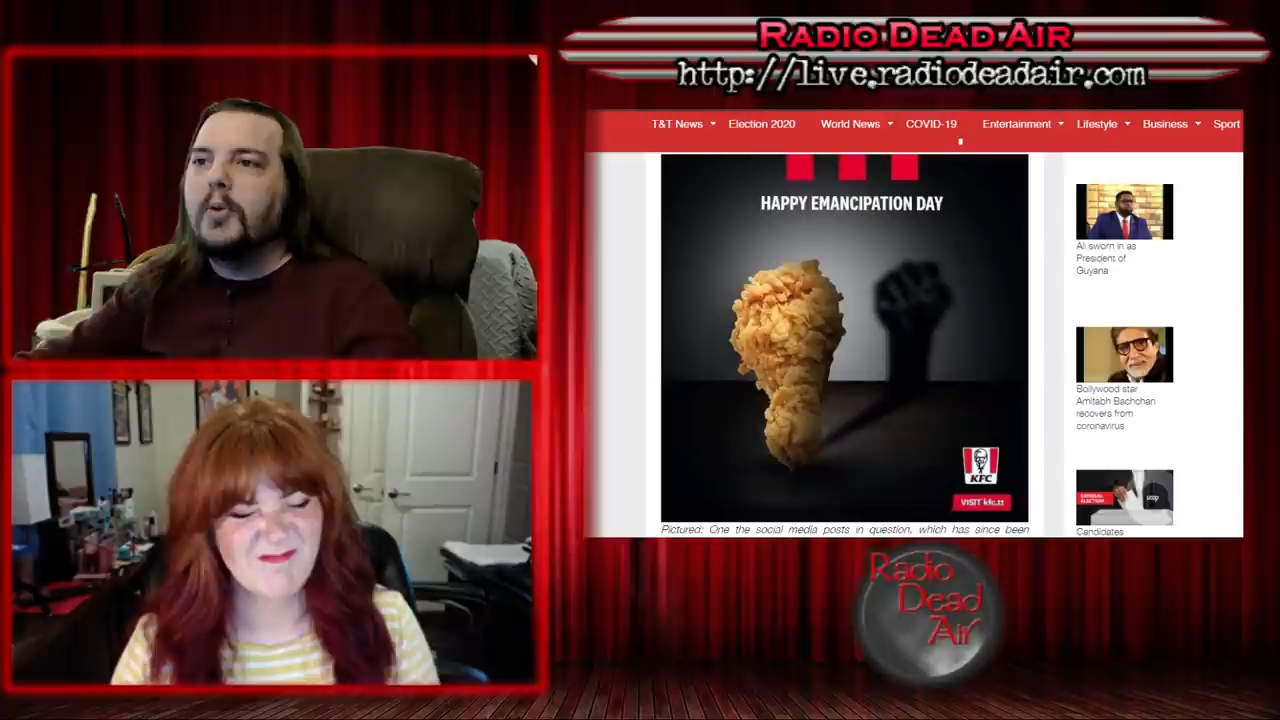 RADIO DEAD AIR
http://live.radiodeadair.com
T&T News Election 2020 World News COVID-19 Entertainment Lifestyle Business Sport
HAPPY EMANCIPATION DAY
KFC
VISIT kfc.tt
Pictured: One the social media posts in question, which has since been
Ali sworn in as
President of
Guyana
Bollywood star
Amitabh Bachchan
recovers from
coronavirus
Candidates
Radio
Dead
Air